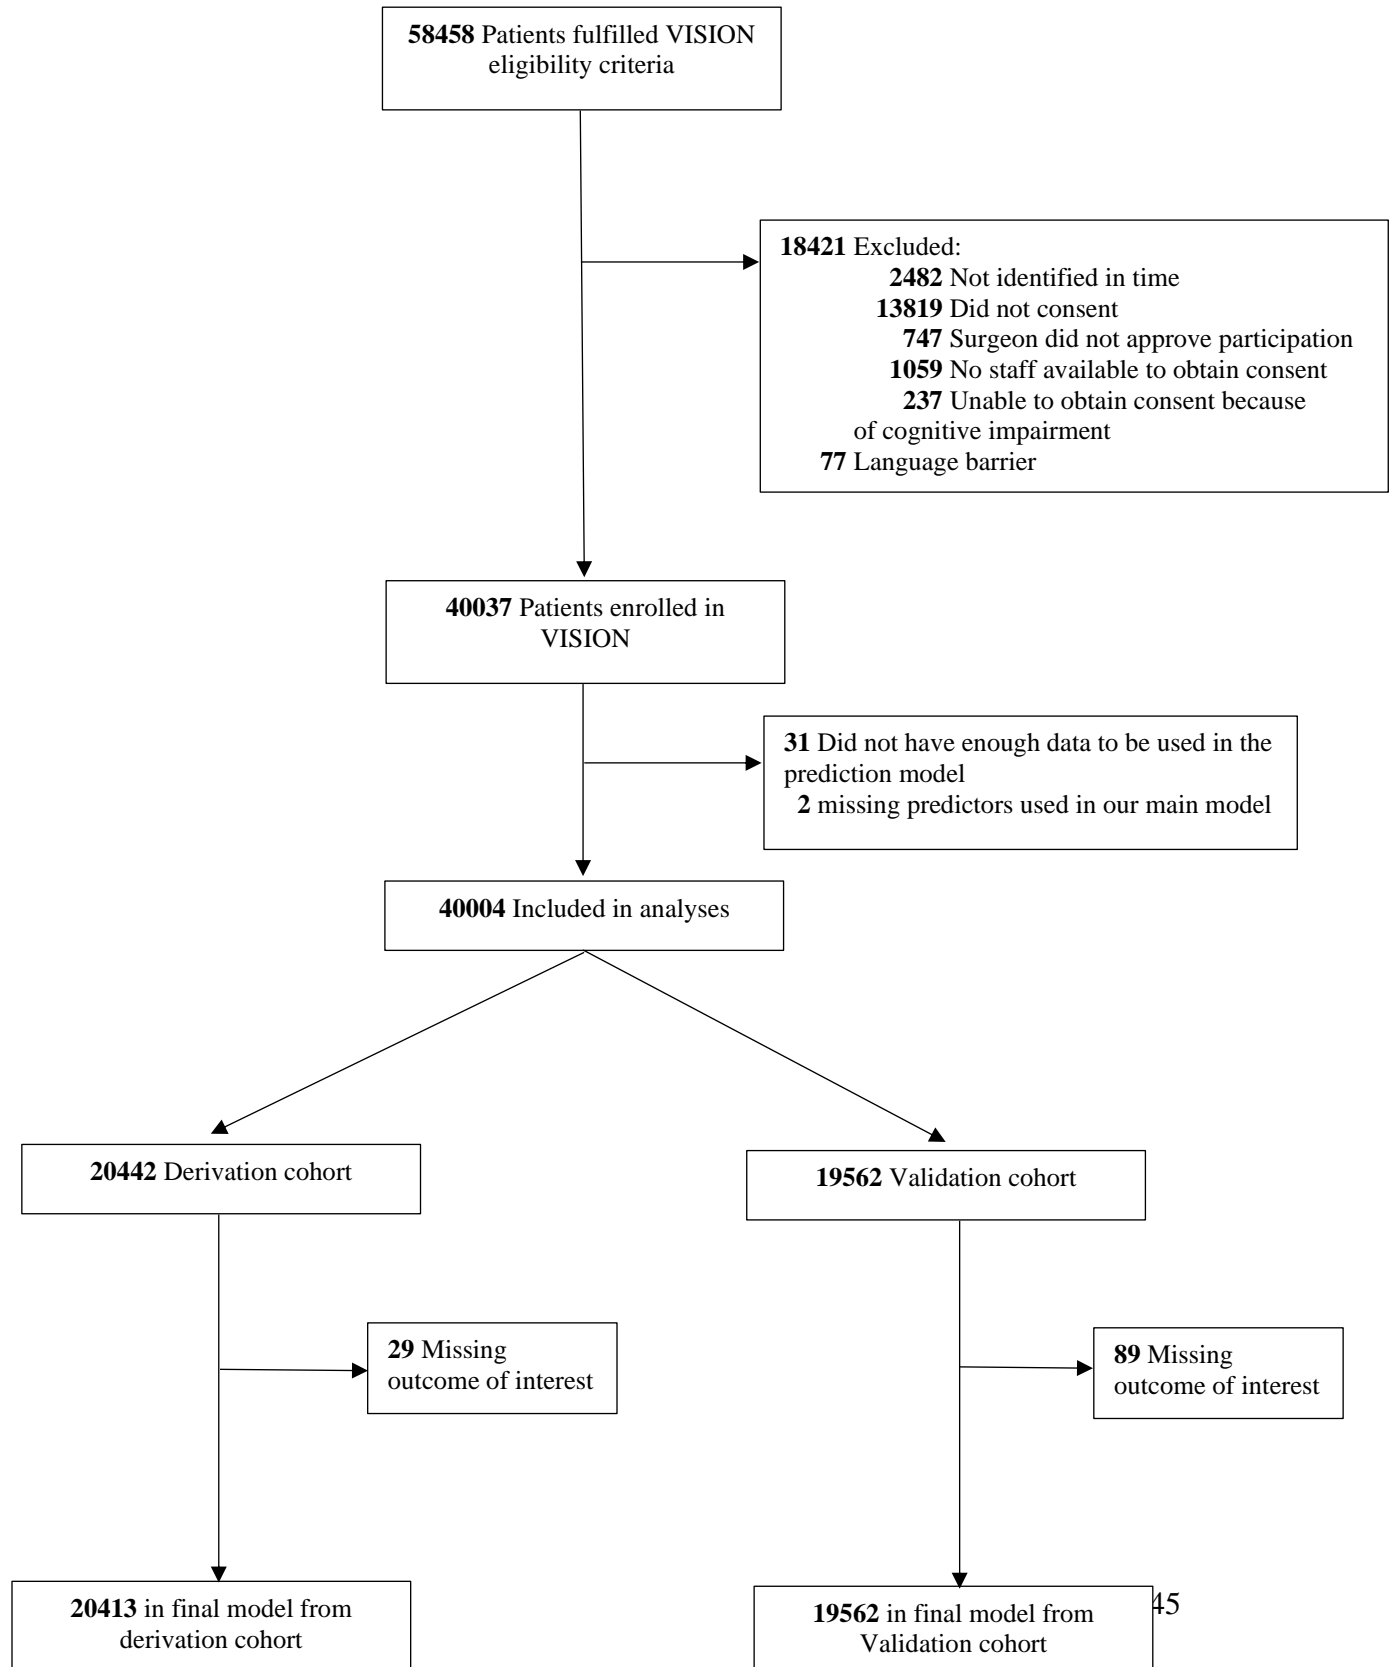 58458 Patients fulfilled VISION
eligibility criteria
18421 Excluded:
2482 Not identified in time
13819 Did not consent
747 Surgeon did not approve participation
1059 No staff available to obtain consent
237 Unable to obtain consent because
of cognitive impairment
77 Language barrier
40037 Patients enrolled in
VISION
31 Did not have enough data to be used in the
prediction model
2 missing predictors used in our main model
40004 Included in analyses
20442 Derivation cohort
19562 Validation cohort
29 Missing
outcome of interest
89 Missing
outcome of interest
20413 in final model from
derivation cohort
19562 in final model from
Validation cohort
45